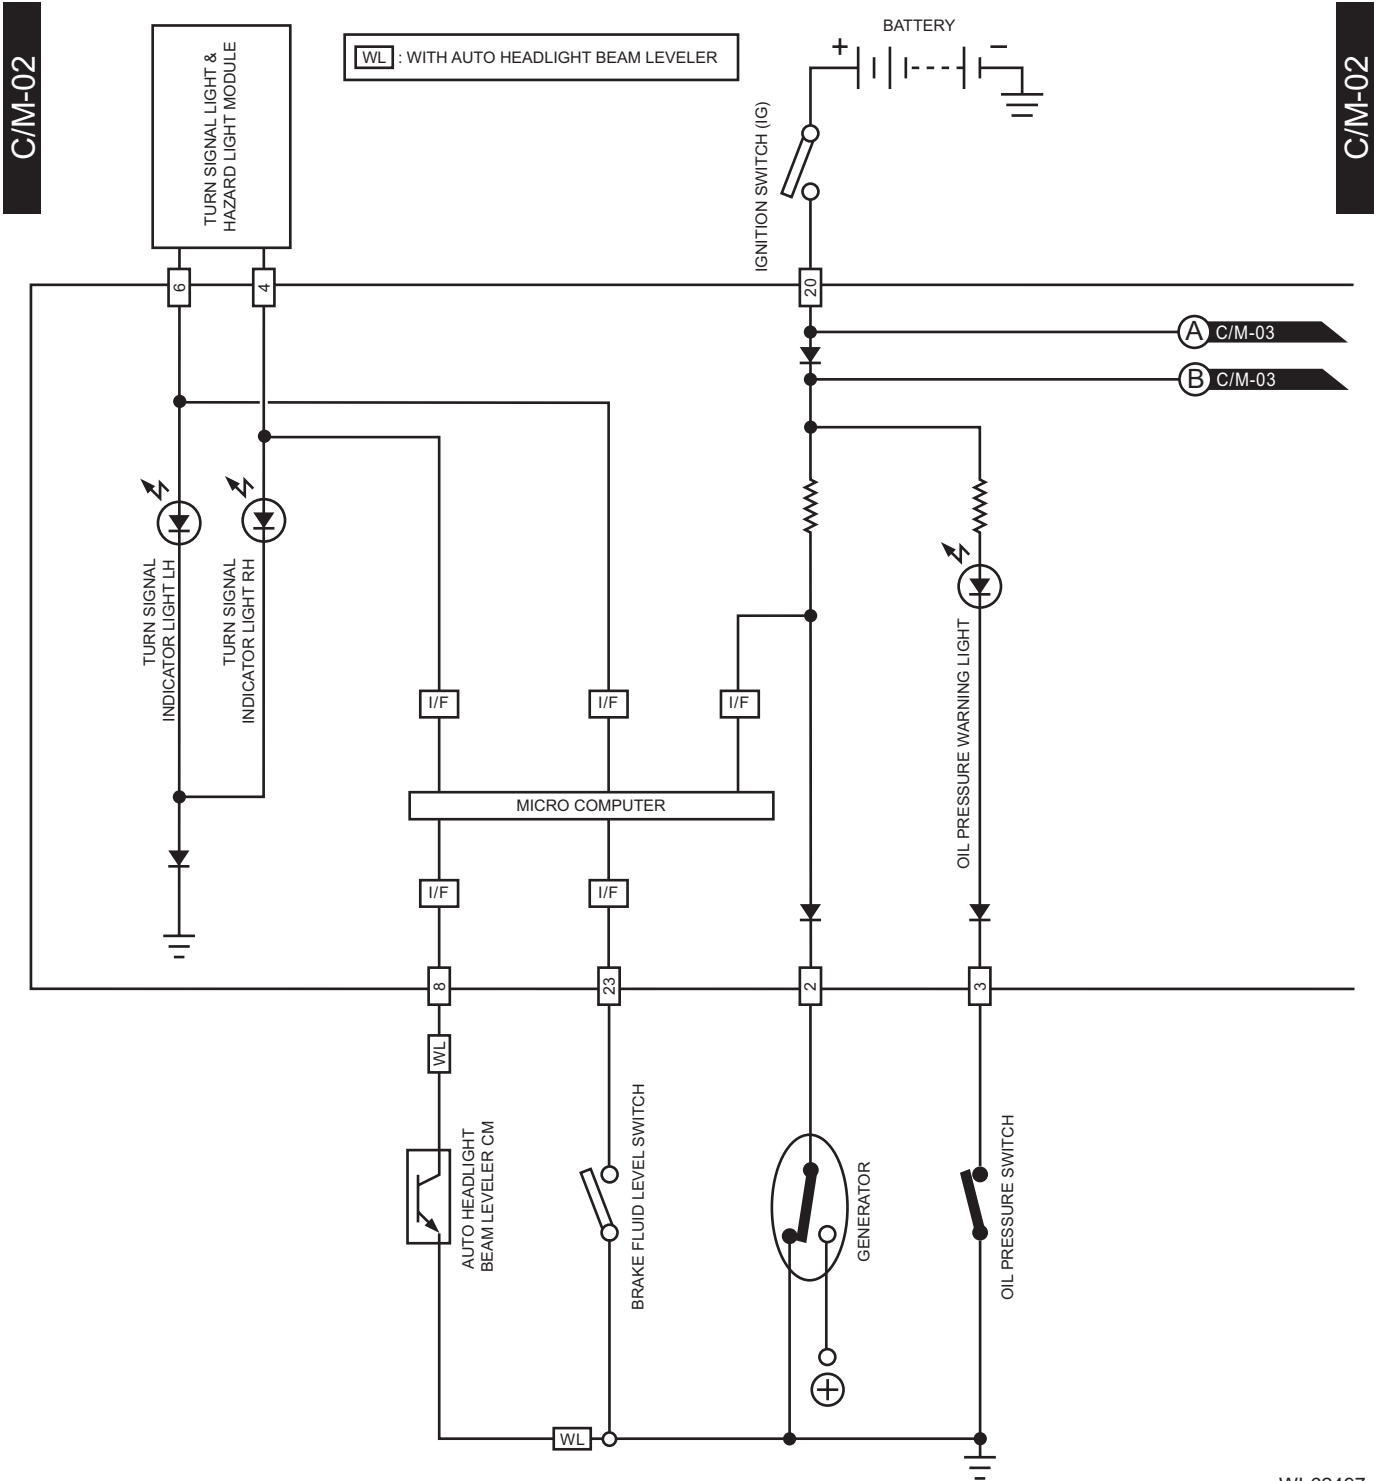 C/M-02
C/M-02
TURN SIGNAL LIGHT &
HAZARD LIGHT MODULE
WL : WITH AUTO HEADLIGHT BEAM LEVELER
BATTERY
+
−
IGNITION SWITCH (IG)
6
4
20
A C/M-03
B C/M-03
TURN SIGNAL
INDICATOR LIGHT LH
TURN SIGNAL
INDICATOR LIGHT RH
OIL PRESSURE WARNING LIGHT
I/F
I/F
I/F
MICRO COMPUTER
I/F
I/F
8
23
2
3
WL
AUTO HEADLIGHT
BEAM LEVELER CM
BRAKE FLUID LEVEL SWITCH
GENERATOR
OIL PRESSURE SWITCH
+
WL